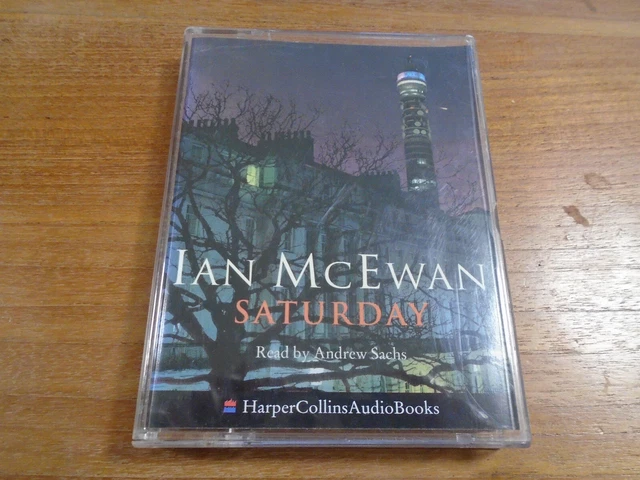 IAN MCEWAN
SATURDAY
Read by Andrew Sachs
HarperCollinsAudioBooks